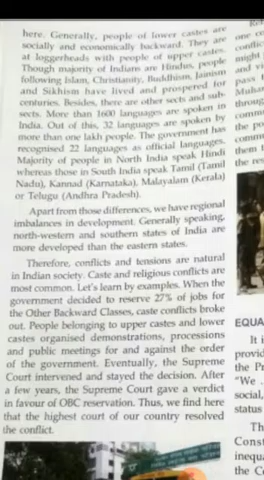 here. Generally, people of lower castes are
socially and economically backward. They are
at loggerheads with people of upper castes.
Though majority of Indians are Hindus, people
following Islam, Christianity, Buddhism, Jainism
and Sikhism have lived and prospered for
centuries. Besides, there are other sects and sub-
sects. More than 1600 languages are spoken in
India. Out of this, 32 languages are spoken by
more than one lakh people. The government has
recognised 22 languages as official languages.
Majority of people in North India speak Hindi
whereas those in South India speak Tamil (Tamil
Nadu), Kannad (Karnataka), Malayalam (Kerala)
or Telugu (Andhra Pradesh).
Apart from those differences, we have regional
imbalances in development. Generally speaking,
north-western and southern states of India are
more developed than the eastern states.
Therefore, conflicts and tensions are natural
in Indian society. Caste and religious conflicts are
most common. Let's learn by examples. When the
government decided to reserve 27% of jobs for
the Other Backward Classes, caste conflicts broke
out. People belonging to upper castes and lower
castes organised demonstrations, processions
and public meetings for and against the order
of the government. Eventually, the Supreme
Court intervened and stayed the decision. After
a few years, the Supreme Court gave a verdict
in favour of OBC reservation. Thus, we find here
that the highest court of our country resolved
the conflict.
one
might
and
pass
the
them
the
EQUA
It i
provid
the Pr
"We
social,
status
Th
Const
inequa
the Co